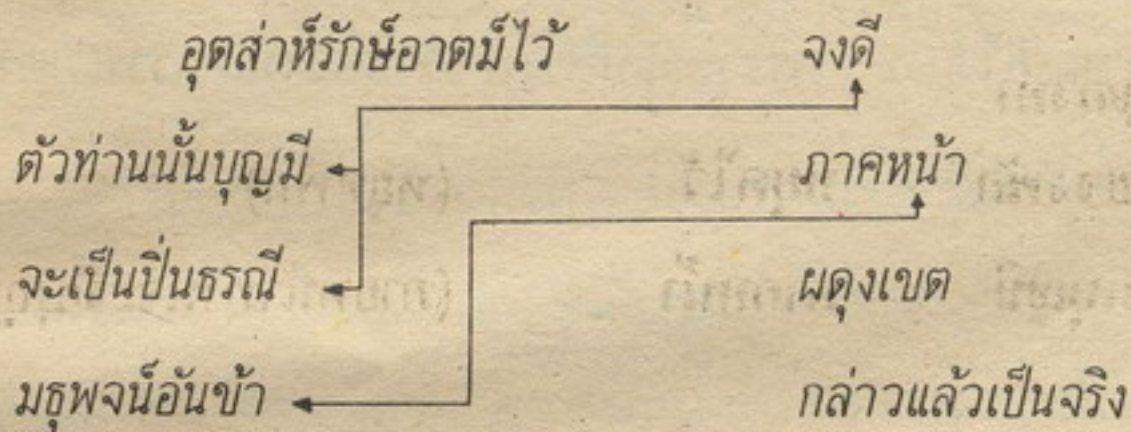 อุตส่าห์รักษ์อาตม์ไว้ จงดี
ตัวท่านนั้นบุญมี ภาคหน้า
จะเป็นปิ่นธรณี ผดุงเขต
มธุพจน์อันข้า กล่าวแล้วเป็นจริง